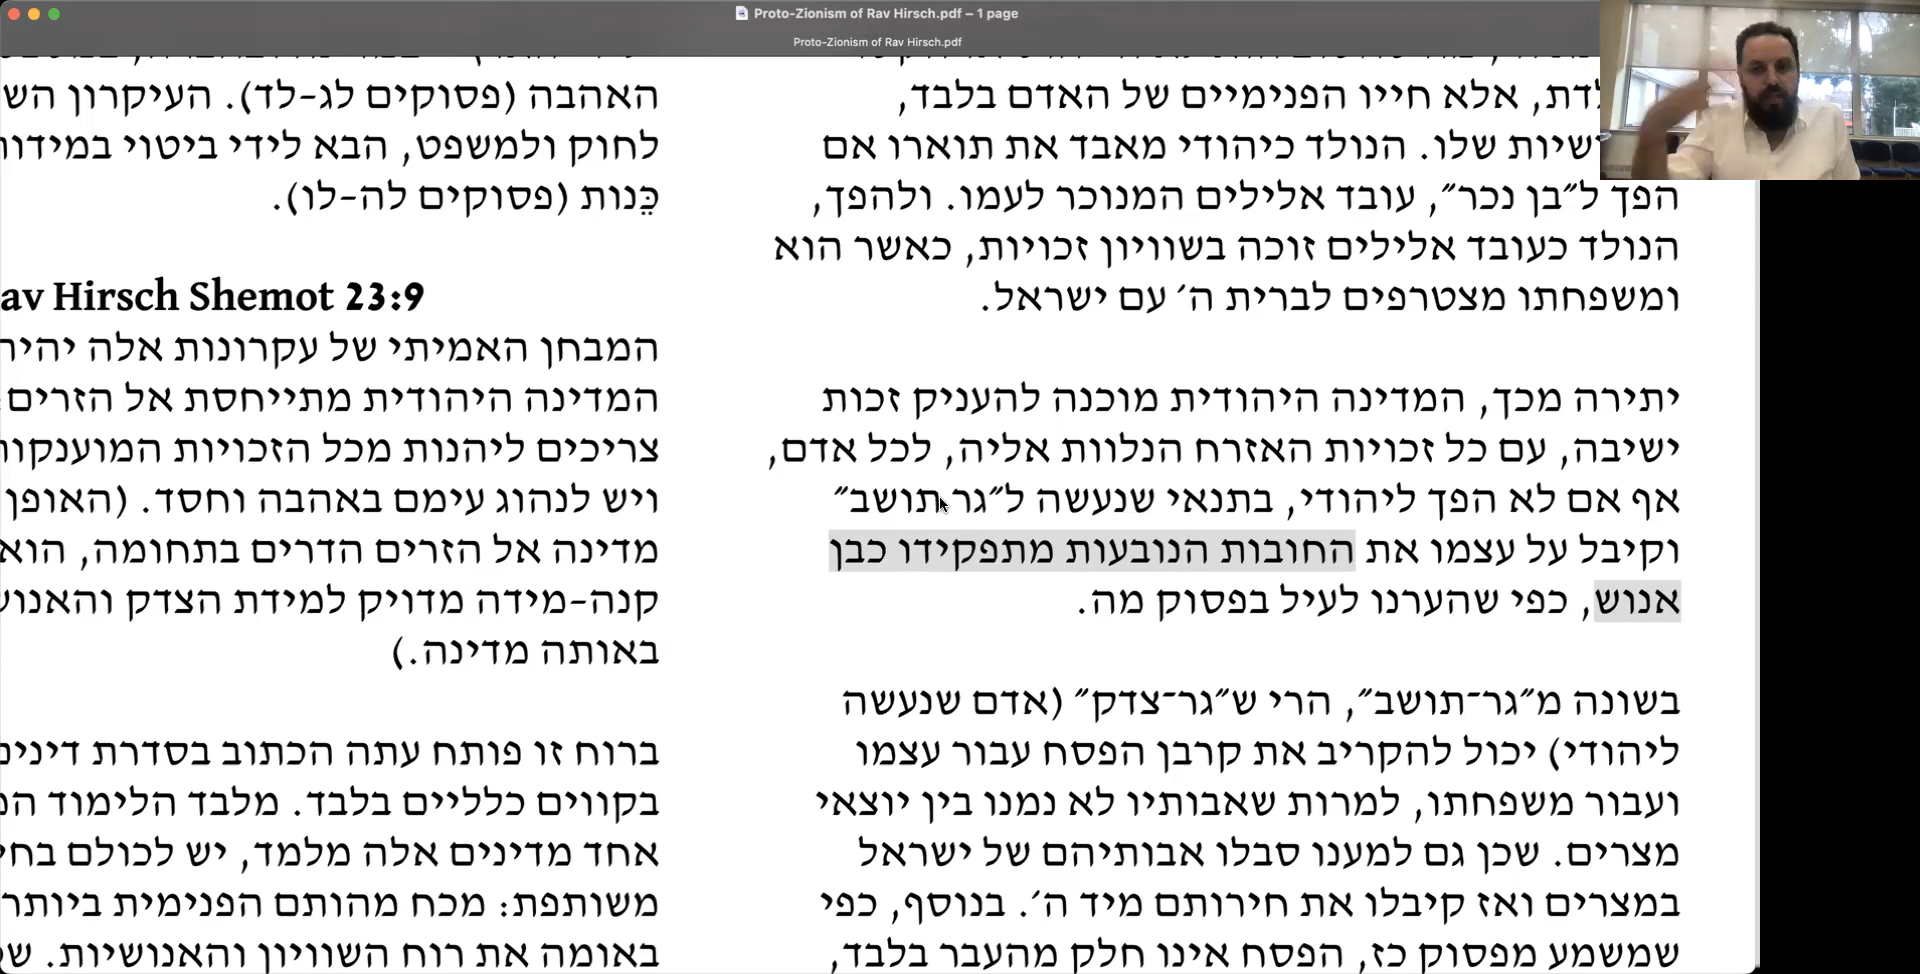 Proto-Zionism of Rav Hirsch.pdf – 1 page
Proto-Zionism of Rav Hirsch.pdf
אלא חייו הפנימיים של האדם בלבד,
שלו. הנולד כיהודי מאבד את תוארו אם
הפך ל״בן נכר״, עובד אלילים המנוכר לעמו. ולהפך,
הנולד כעובד אלילים זוכה בשוויון זכויות, כאשר הוא
ומשפחתו מצטרפים לברית ה׳ עם ישראל.
יתירה מכך, המדינה היהודית מוכנה להעניק זכות
ישיבה, עם כל זכויות האזרח הנלוות אליה, לכל אדם,
אף אם לא הפך ליהודי, בתנאי שנעשה ל״גר־תושב״
וקיבל על עצמו את החובות הנובעות מתפקידו כבן
אנוש, כפי שהערנו לעיל בפסוק מה.
בשונה מ״גר־תושב״, הרי ש״גר־צדק״ (אדם שנעשה
ליהודי) יכול להקריב את קרבן הפסח עבור עצמו
ועבור משפחתו, למרות שאבותיו לא נמנו בין יוצאי
מצרים. שכן גם למענו סבלו אבותיהם של ישראל
במצרים ואז קיבלו את חירותם מיד ה׳. בנוסף, כפי
שמשמע מפסוק כז, הפסח אינו חלק מהעבר בלבד,
האהבה (פסוקים לג-לד). העיקרון
לחוק ולמשפט, הבא לידי ביטוי
כֵּנות (פסוקים לה-לו).
Hirsch Shemot 23:9
המבחן האמיתי של עקרונות אלה
המדינה היהודית מתייחסת אל הזרים
צריכים ליהנות מכל הזכויות
ויש לנהוג עימם באהבה וחסד. (האופן
מדינה אל הזרים הדרים בתחומה, הוא
קנה-מידה מדויק למידת הצדק
באותה מדינה.)
ברוח זו פותח עתה הכתוב בסדרת
בקווים כלליים בלבד. מלבד הלימוד
אחד מדינים אלה מלמד, יש לכולם
משותפת: מכח מהותם הפנימית ביותר
באומה את רוח השוויון והאנושיות.